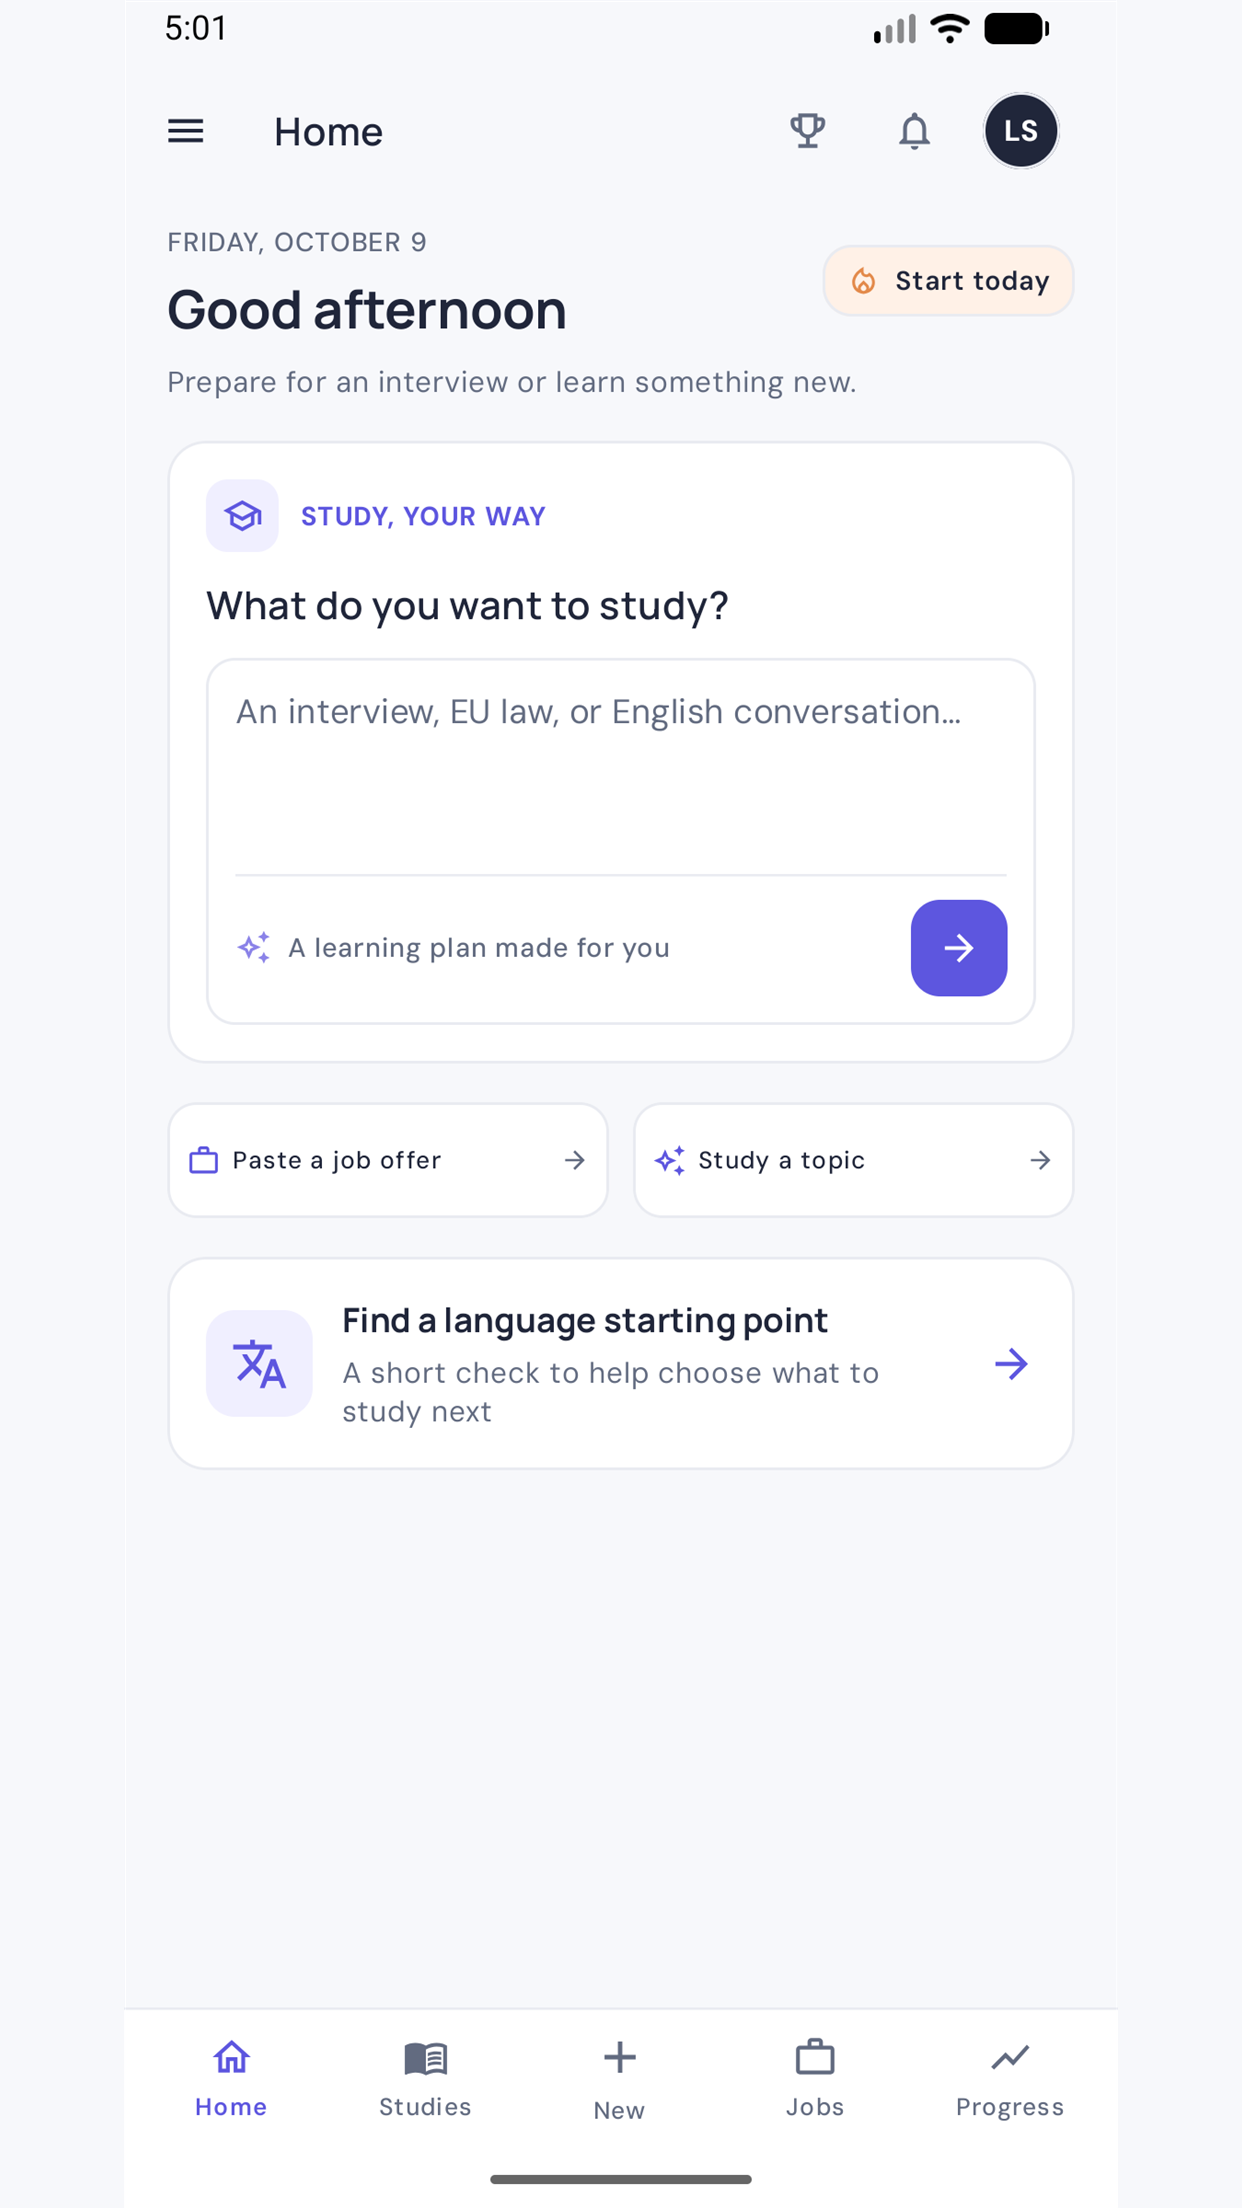 5:01
Home
LS
FRIDAY, OCTOBER 9
Good afternoon
Start today
Prepare for an interview or learn something new.
STUDY, YOUR WAY
What do you want to study?
An interview, EU law, or English conversation...
A learning plan made for you
Paste a job offer
Study a topic
Find a language starting point
A short check to help choose what to
study next
Home
Studies
New
Jobs
Progress